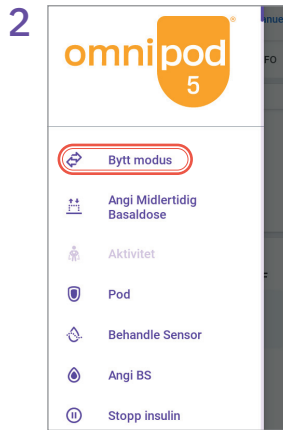 2
omnipod®
5
Bytt modus
Angi Midlertidig
Basaldose
Aktivitet
Pod
Behandle Sensor
Angi BS
Stopp insulin